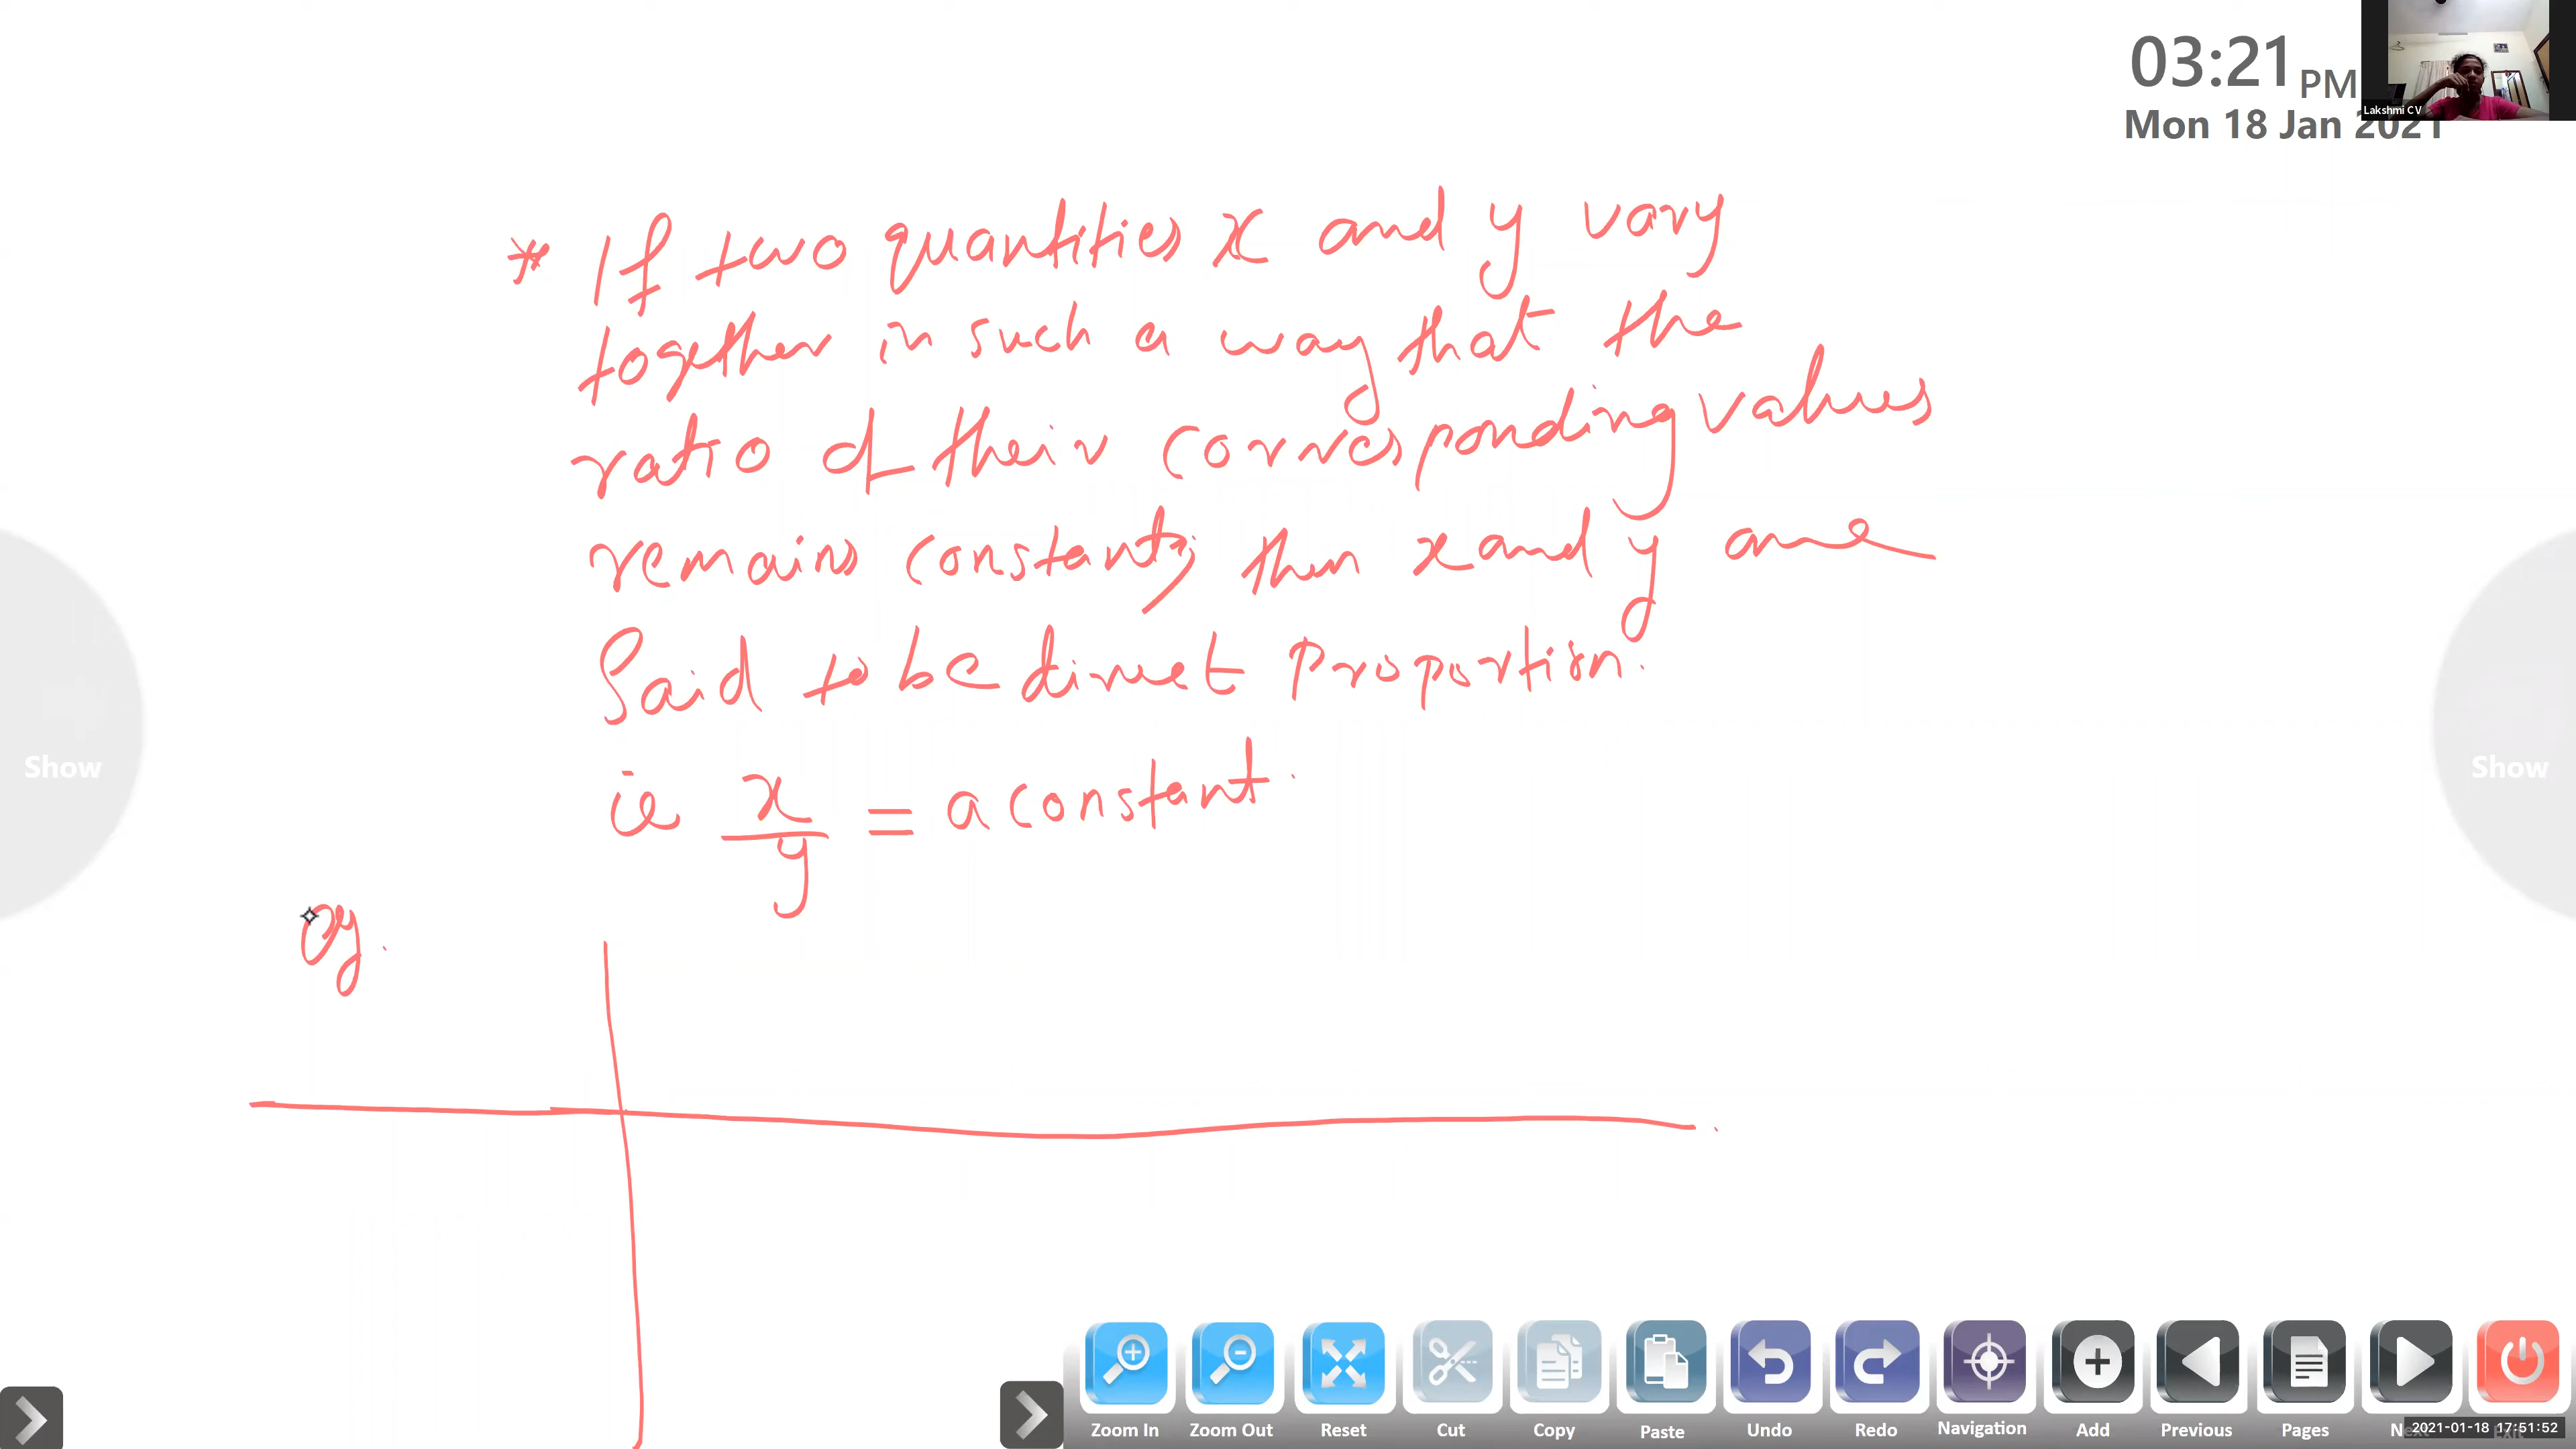 03:21 PM
Lakshmi CV
Mon 18 Jan 2021
* If two quantities x and y vary
together in such a way that the
ratio of their corresponding values
remains constant, then x and y are
said to be direct proportion.
ie x/y = a constant.
eg.
Show
Show
Zoom In Zoom Out Reset Cut Copy Paste Undo Redo Navigation Add Previous Pages
2021-01-18 17:51:52